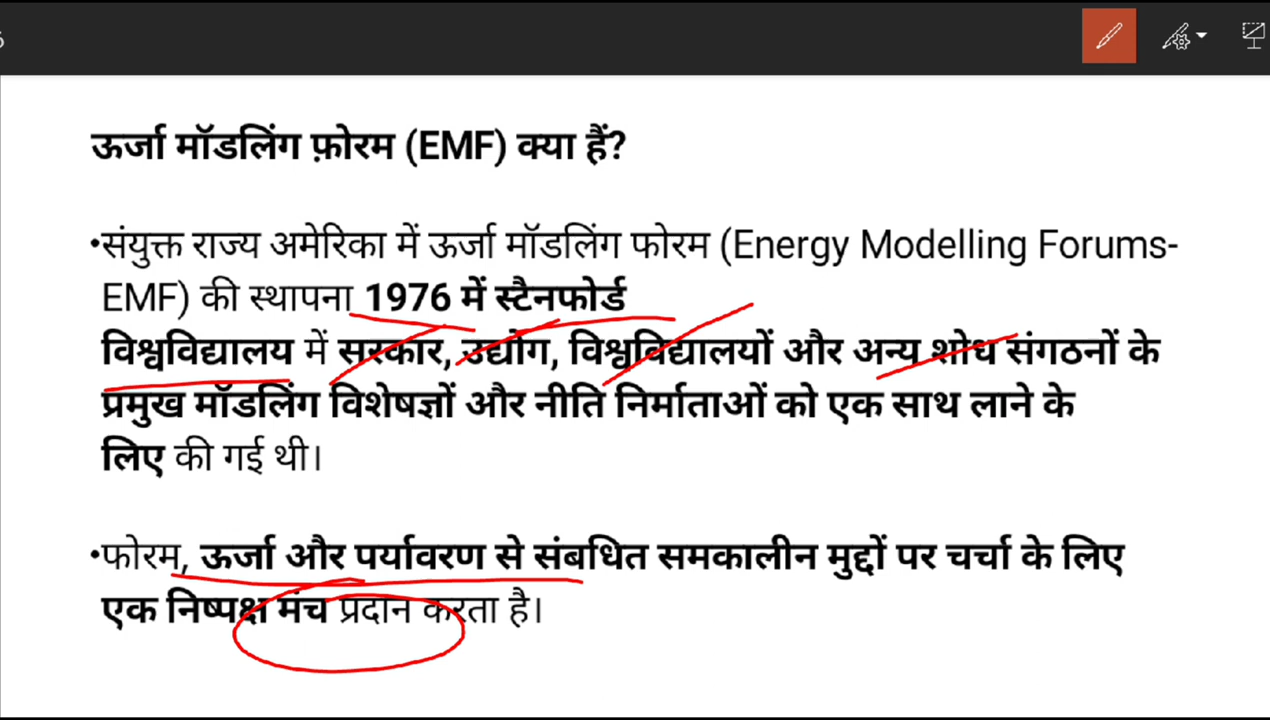 ऊर्जा मॉडलिंग फ़ोरम (EMF) क्या हैं?
•संयुक्त राज्य अमेरिका में ऊर्जा मॉडलिंग फोरम (Energy Modelling Forums-
EMF) की स्थापना 1976 में स्टैनफोर्ड
विश्वविद्यालय में सरकार, उद्योग, विश्वविद्यालयों और अन्य शोध संगठनों के
प्रमुख मॉडलिंग विशेषज्ञों और नीति निर्माताओं को एक साथ लाने के
लिए की गई थी।
•फोरम, ऊर्जा और पर्यावरण से संबधित समकालीन मुद्दों पर चर्चा के लिए
एक निष्पक्ष मंच प्रदान करता है।